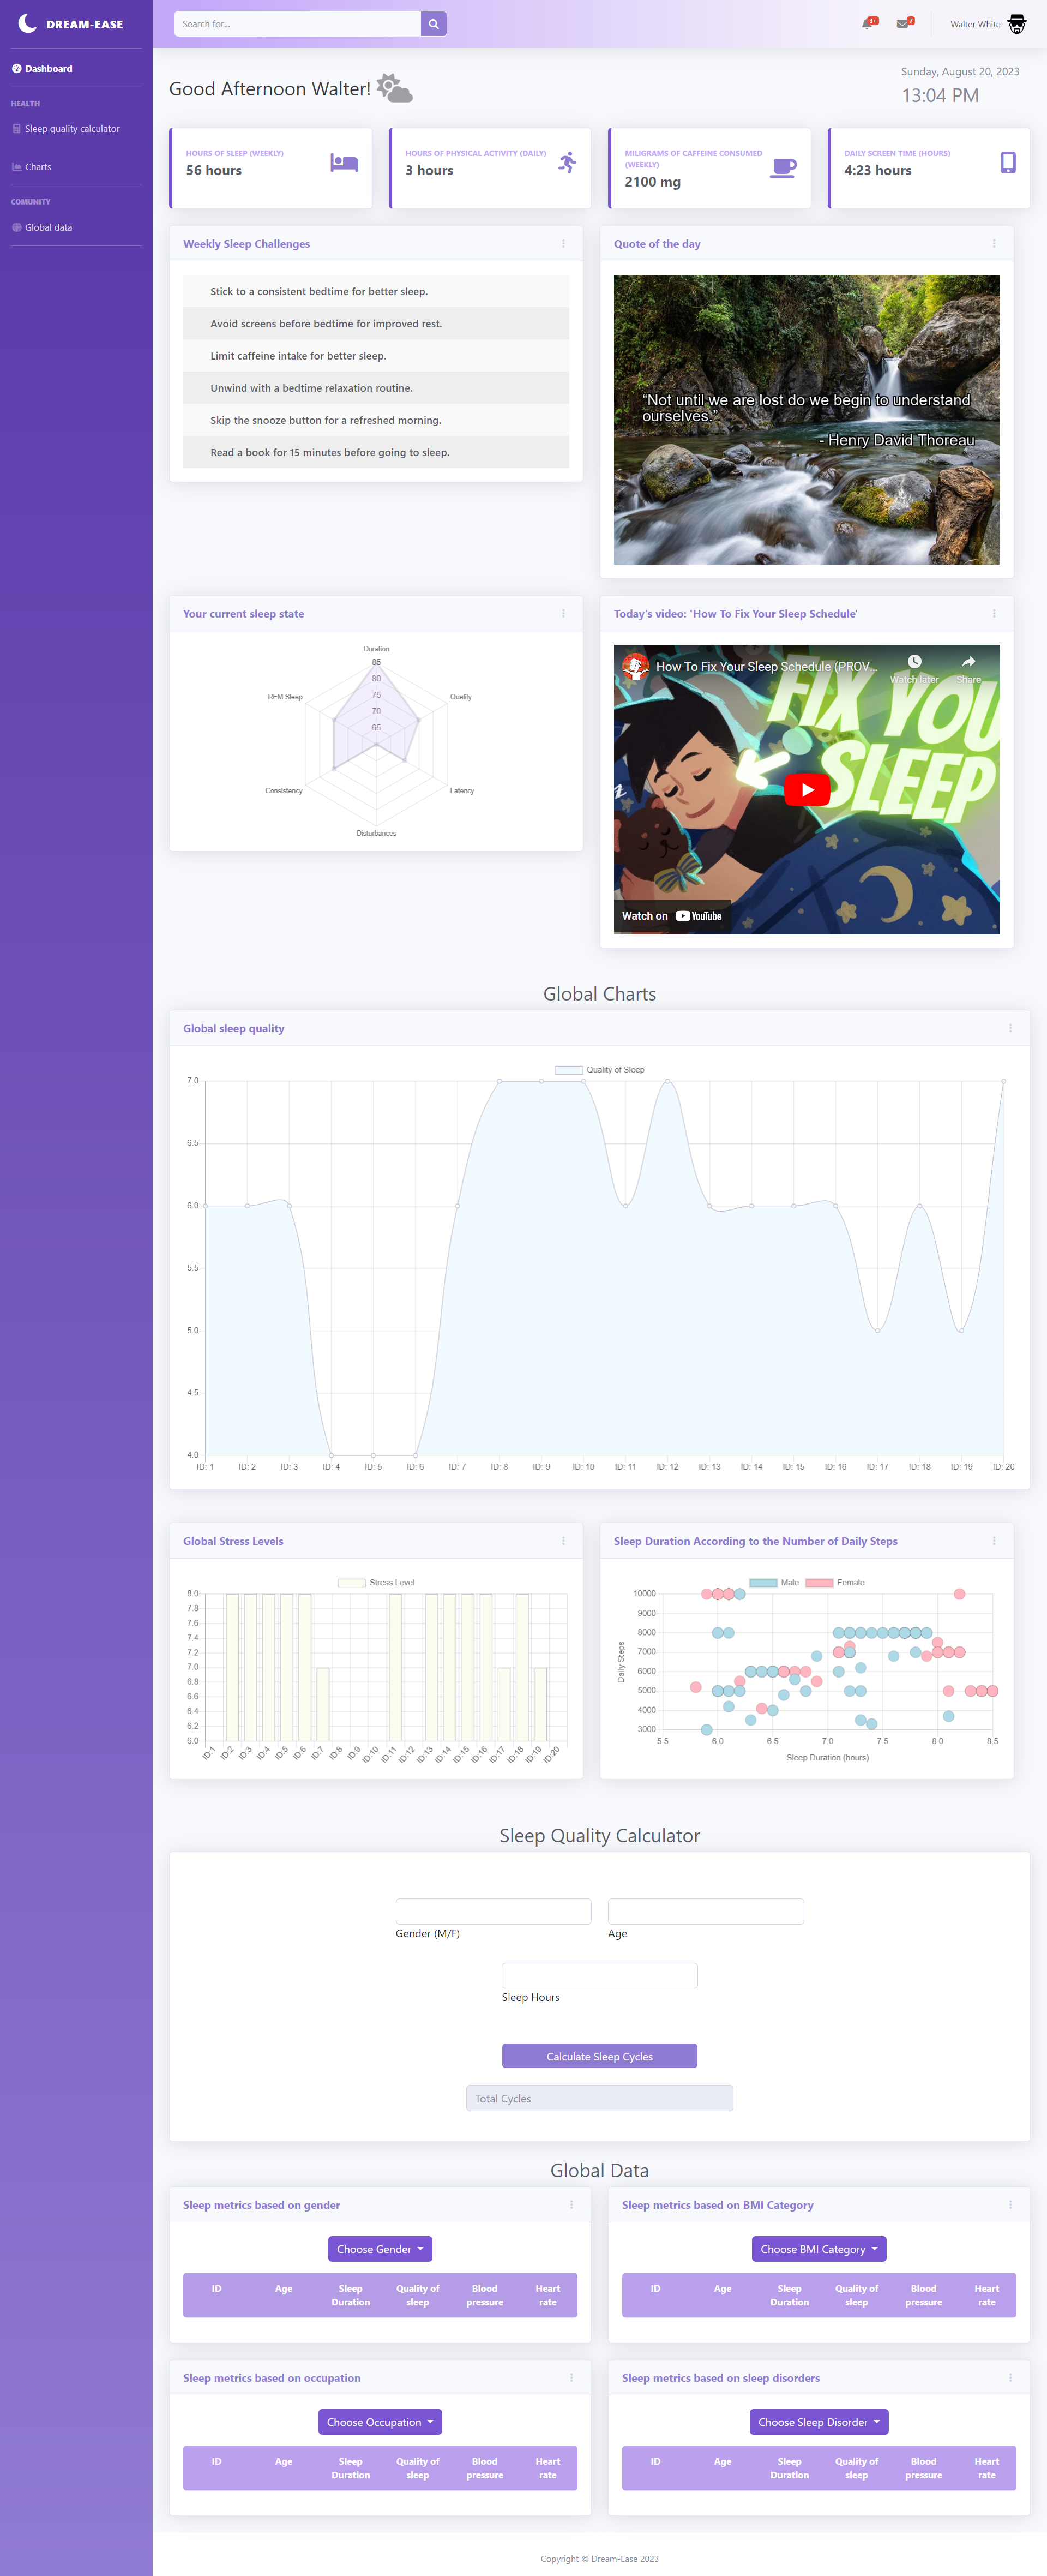 DREAM-EASE
Dashboard
HEALTH
Sleep quality calculator
Charts
COMUNITY
Global data
Search for...
3+
7
Walter White
Good Afternoon Walter!
Sunday, August 20, 2023
13:04 PM
HOURS OF SLEEP (WEEKLY)
56 hours
HOURS OF PHYSICAL ACTIVITY (DAILY)
3 hours
MILIGRAMS OF CAFFEINE CONSUMED
(WEEKLY)
2100 mg
DAILY SCREEN TIME (HOURS)
4:23 hours
Weekly Sleep Challenges
Stick to a consistent bedtime for better sleep.
Avoid screens before bedtime for improved rest.
Limit caffeine intake for better sleep.
Unwind with a bedtime relaxation routine.
Skip the snooze button for a refreshed morning.
Read a book for 15 minutes before going to sleep.
Quote of the day
“Not until we are lost do we begin to understand
ourselves.”
- Henry David Thoreau
Your current sleep state
Duration
85
80
75
70
65
REM Sleep
Quality
Consistency
Latency
Disturbances
Today's video: 'How To Fix Your Sleep Schedule'
How To Fix Your Sleep Schedule (PROV...
Watch later
Share
FIX YOU
SLEEP
Watch on YouTube
Global Charts
Global sleep quality
Quality of Sleep
7.0
6.5
6.0
5.5
5.0
4.5
4.0
ID: 1 ID: 2 ID: 3 ID: 4 ID: 5 ID: 6 ID: 7 ID: 8 ID: 9 ID: 10 ID: 11 ID: 12 ID: 13 ID: 14 ID: 15 ID: 16 ID: 17 ID: 18 ID: 19 ID: 20
Global Stress Levels
Stress Level
8.0
7.8
7.6
7.4
7.2
7.0
6.8
6.6
6.4
6.2
6.0
ID:1 ID:2 ID:3 ID:4 ID:5 ID:6 ID:7 ID:8 ID:9 ID:10 ID:11 ID:12 ID:13 ID:14 ID:15 ID:16 ID:17 ID:18 ID:19 ID:20
Sleep Duration According to the Number of Daily Steps
Male Female
10000
9000
8000
7000
6000
5000
4000
3000
Daily Steps
5.5 6.0 6.5 7.0 7.5 8.0 8.5
Sleep Duration (hours)
Sleep Quality Calculator
Gender (M/F)
Age
Sleep Hours
Calculate Sleep Cycles
Total Cycles
Global Data
Sleep metrics based on gender
Choose Gender
ID Age Sleep Duration Quality of sleep Blood pressure Heart rate
Sleep metrics based on BMI Category
Choose BMI Category
ID Age Sleep Duration Quality of sleep Blood pressure Heart rate
Sleep metrics based on occupation
Choose Occupation
ID Age Sleep Duration Quality of sleep Blood pressure Heart rate
Sleep metrics based on sleep disorders
Choose Sleep Disorder
ID Age Sleep Duration Quality of sleep Blood pressure Heart rate
Copyright © Dream-Ease 2023